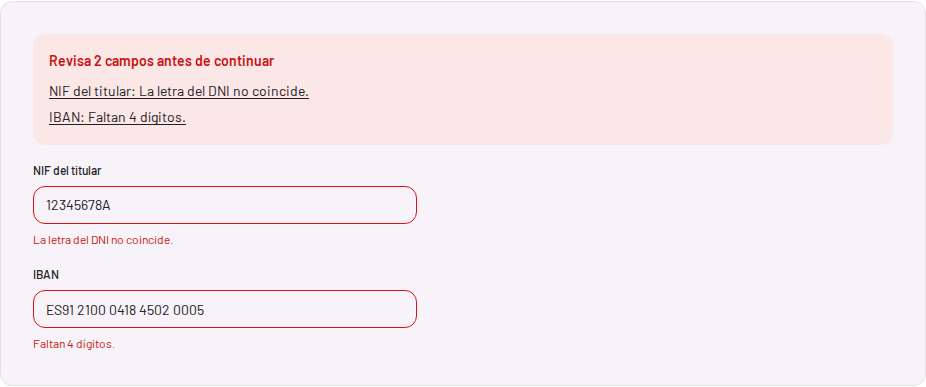 Revisa 2 campos antes de continuar
NIF del titular: La letra del DNI no coincide.
IBAN: Faltan 4 dígitos.
NIF del titular
12345678A
La letra del DNI no coincide.
IBAN
ES91 2100 0418 4502 0005
Faltan 4 dígitos.